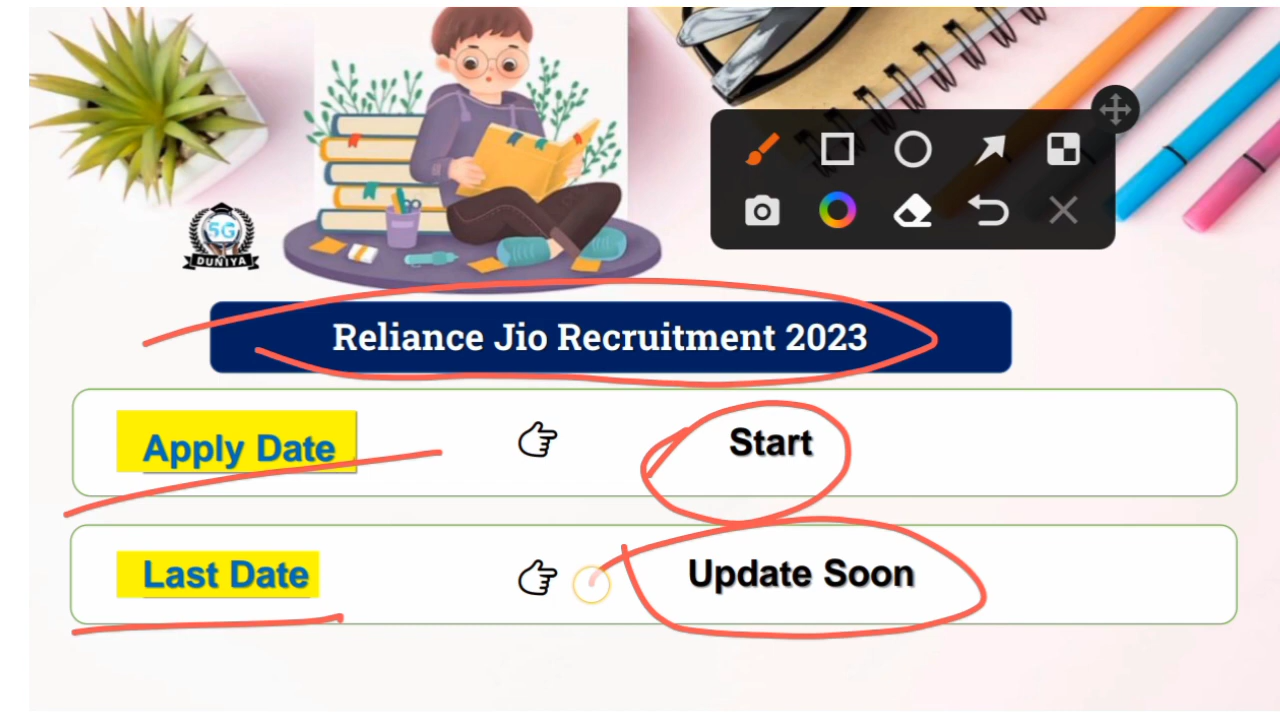 5G
DUNIYA
Reliance Jio Recruitment 2023
Apply Date
Start
Last Date
Update Soon